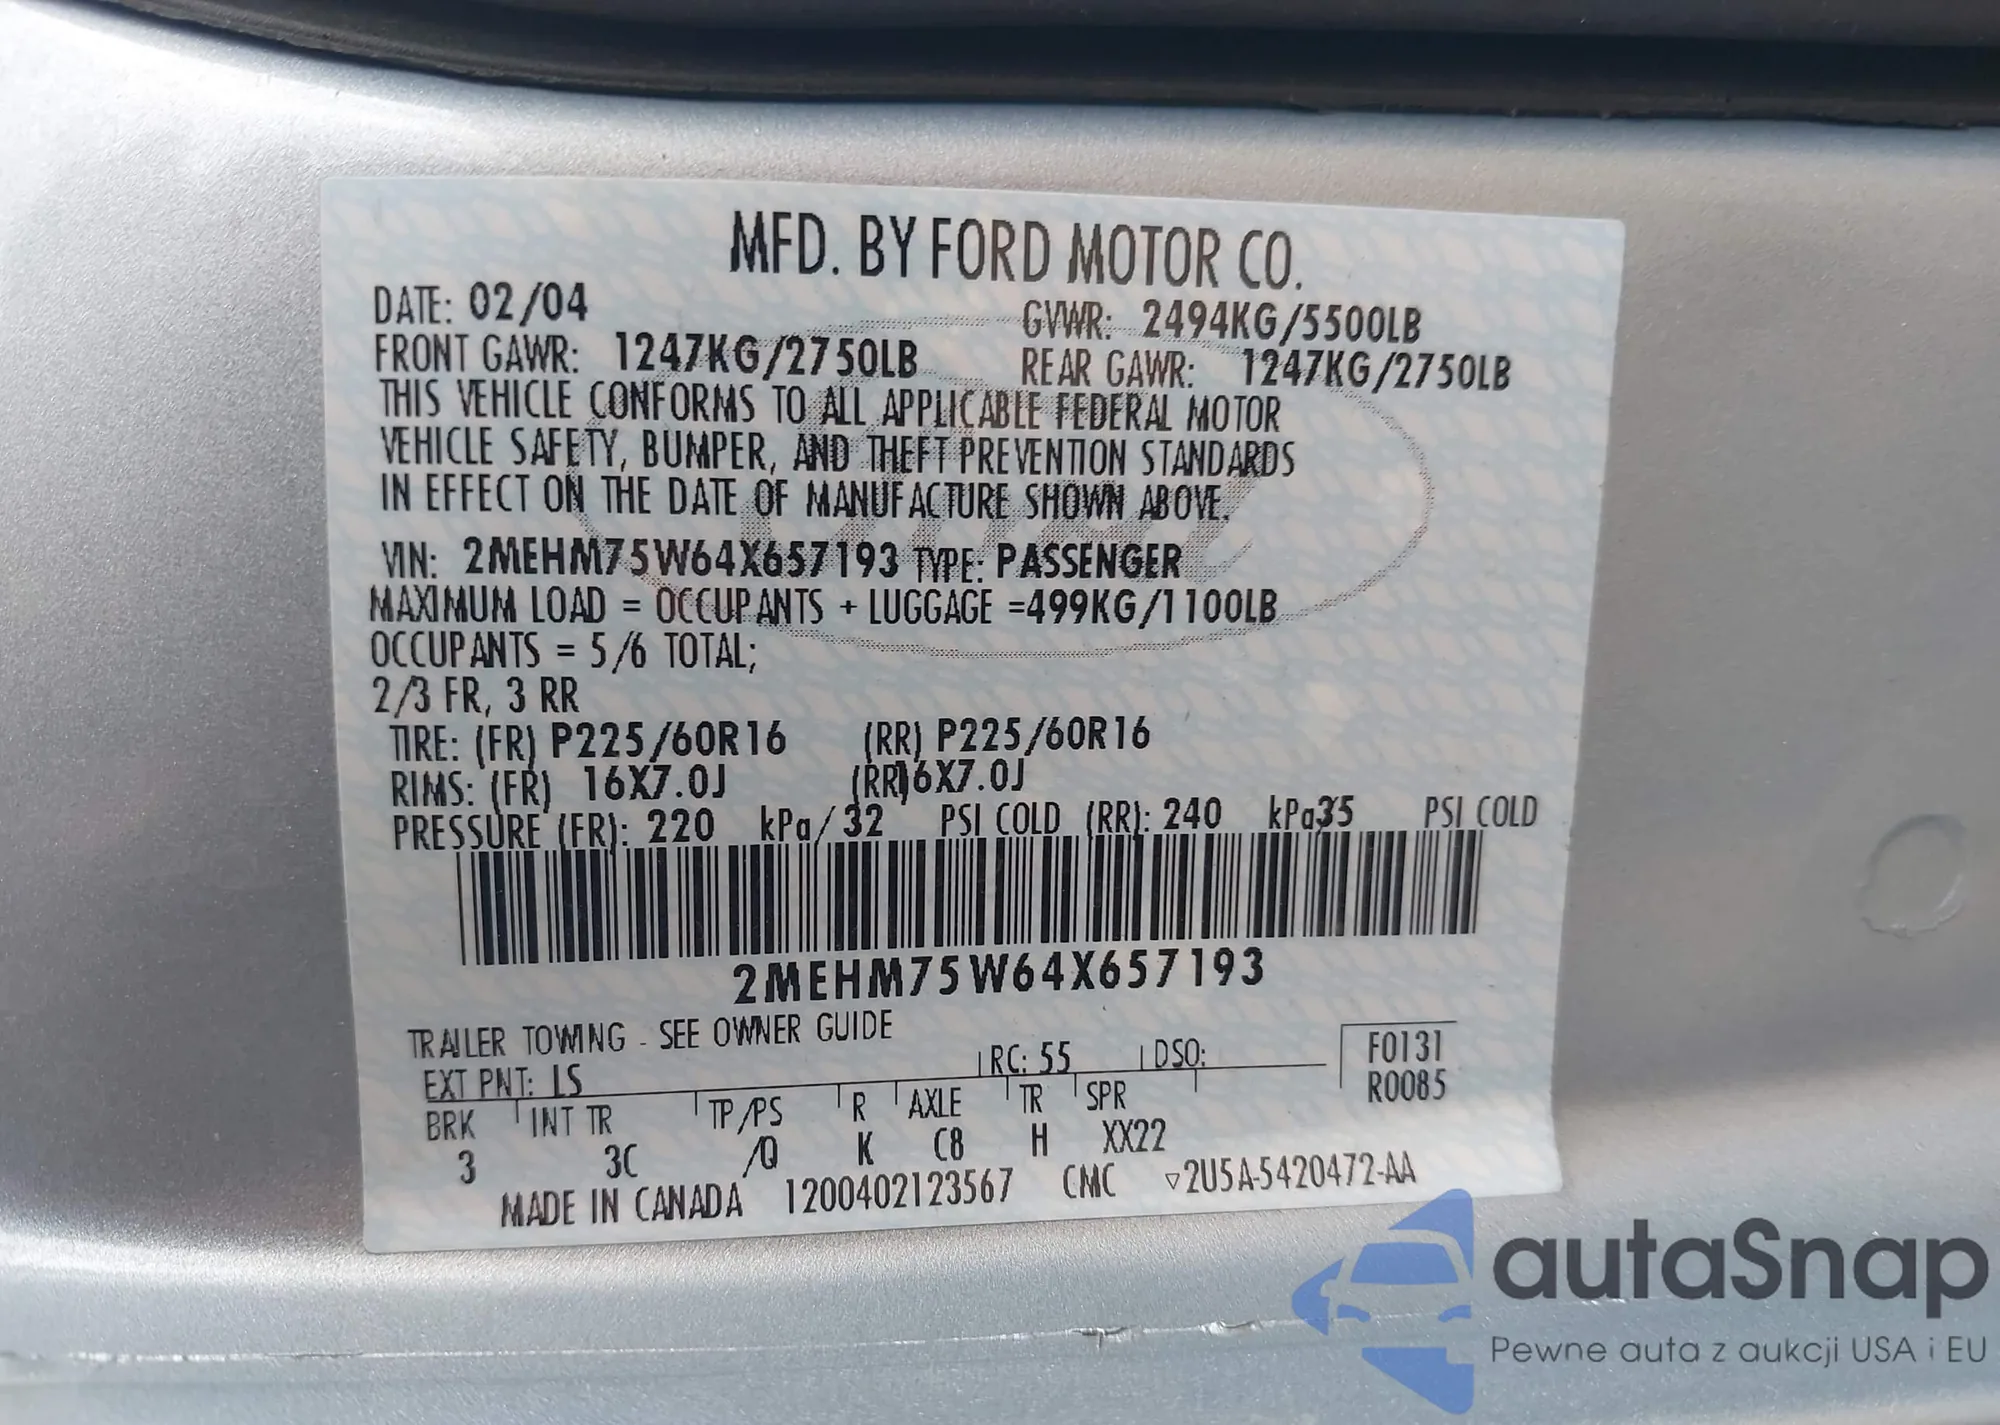 MFD. BY FORD MOTOR CO.
DATE: 02/04 GVWR: 2494KG/5500LB
FRONT GAWR: 1247KG/2750LB REAR GAWR: 1247KG/2750LB
THIS VEHICLE CONFORMS TO ALL APPLICABLE FEDERAL MOTOR
VEHICLE SAFETY, BUMPER, AND THEFT PREVENTION STANDARDS
IN EFFECT ON THE DATE OF MANUFACTURE SHOWN ABOVE.
VIN: 2MEHM75W64X657193 TYPE: PASSENGER
MAXIMUM LOAD = OCCUPANTS + LUGGAGE =499KG/1100LB
OCCUPANTS = 5/6 TOTAL;
2/3 FR, 3 RR
TIRE: (FR) P225/60R16 (RR) P225/60R16
RIMS: (FR) 16X7.0J (RR)16X7.0J
PRESSURE (FR): 220 kPa/32 PSI COLD (RR): 240 kPa/35 PSI COLD
2MEHM75W64X657193
TRAILER TOWING - SEE OWNER GUIDE
EXT PNT: LS RC: 55 DSO: F0131
R0085
BRK INT TR TP/PS R AXLE TR SPR
3 3C /Q K C8 H XX22
MADE IN CANADA 1200402123567 CMC ▽2U5A-5420472-AA
autaSnap
Pewne auta z aukcji USA i EU